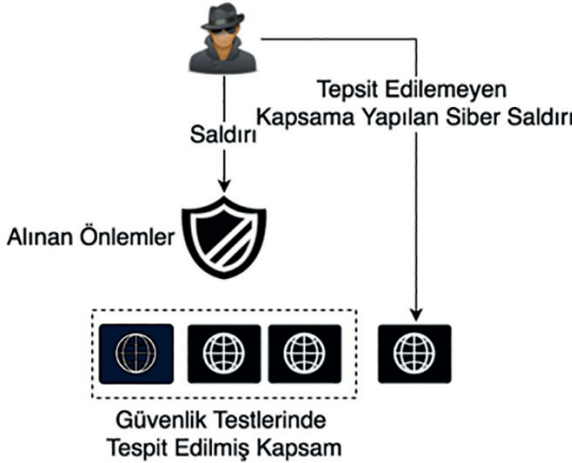 Tepsit Edilemeyen
Kapsama Yapılan Siber Saldırı
Saldırı
Alınan Önlemler
Güvenlik Testlerinde
Tespit Edilmiş Kapsam